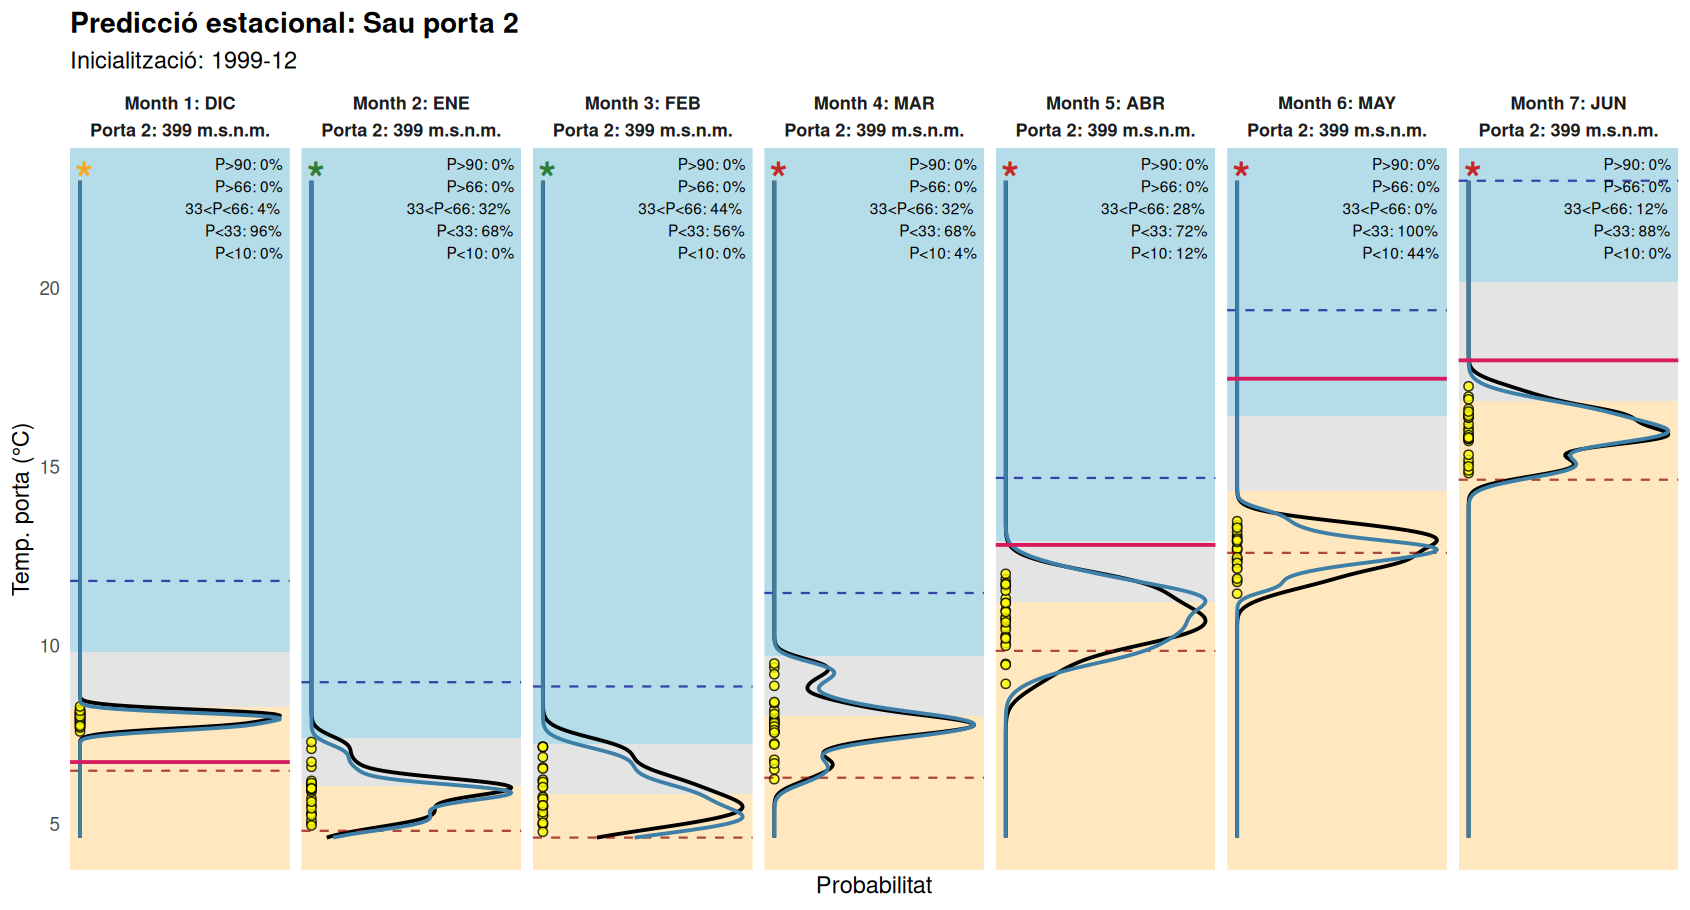 Predicció estacional: Sau porta 2
Inicialització: 1999-12
Month 1: DIC
Porta 2: 399 m.s.n.m.
Month 2: ENE
Porta 2: 399 m.s.n.m.
Month 3: FEB
Porta 2: 399 m.s.n.m.
Month 4: MAR
Porta 2: 399 m.s.n.m.
Month 5: ABR
Porta 2: 399 m.s.n.m.
Month 6: MAY
Porta 2: 399 m.s.n.m.
Month 7: JUN
Porta 2: 399 m.s.n.m.
*
P>90: 0%
P>66: 0%
33<P<66: 4%
P<33: 96%
P<10: 0%
*
P>90: 0%
P>66: 0%
33<P<66: 32%
P<33: 68%
P<10: 0%
*
P>90: 0%
P>66: 0%
33<P<66: 44%
P<33: 56%
P<10: 0%
*
P>90: 0%
P>66: 0%
33<P<66: 32%
P<33: 68%
P<10: 4%
*
P>90: 0%
P>66: 0%
33<P<66: 28%
P<33: 72%
P<10: 12%
*
P>90: 0%
P>66: 0%
33<P<66: 0%
P<33: 100%
P<10: 44%
*
P>90: 0%
P>66: 0%
33<P<66: 12%
P<33: 88%
P<10: 0%
20
15
10
5
Temp. porta (°C)
Probabilitat